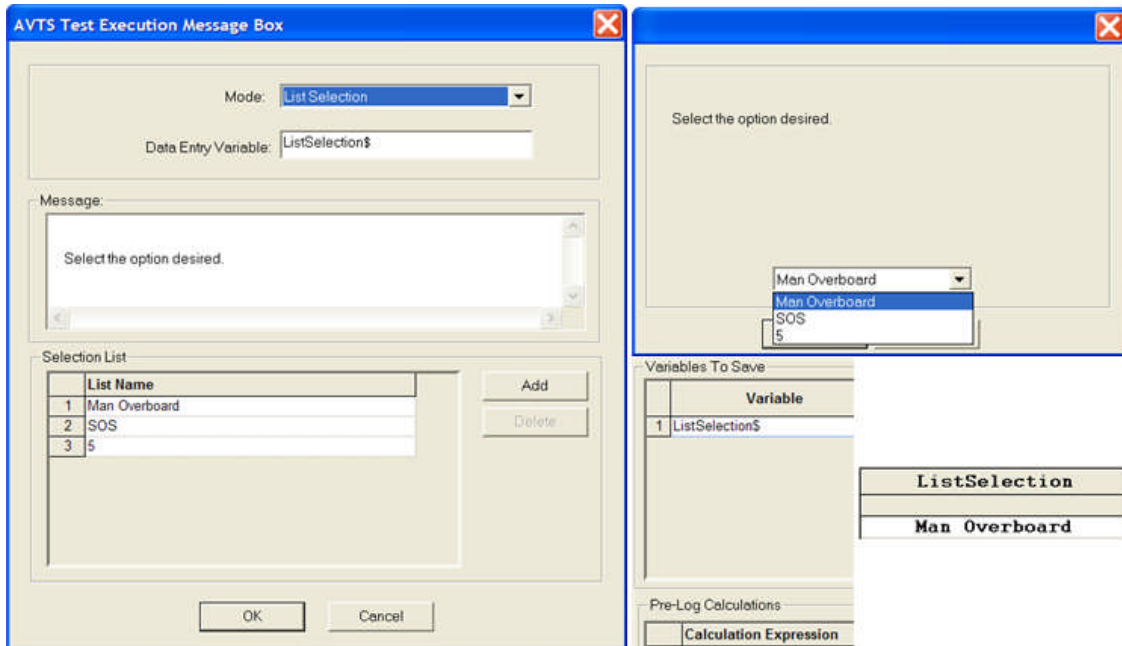 AVTS Test Execution Message Box
Mode: List Selection
Data Entry Variable: ListSelection$
Message:
Select the option desired.
Selection List
List Name
1 Man Overboard
2 SOS
3 5
Add
Delete
OK Cancel
Select the option desired.
Man Overboard
Man Overboard
SOS
5
Variables To Save
Variable
1 ListSelection$
ListSelection
Man Overboard
Pre-Log Calculations
Calculation Expression